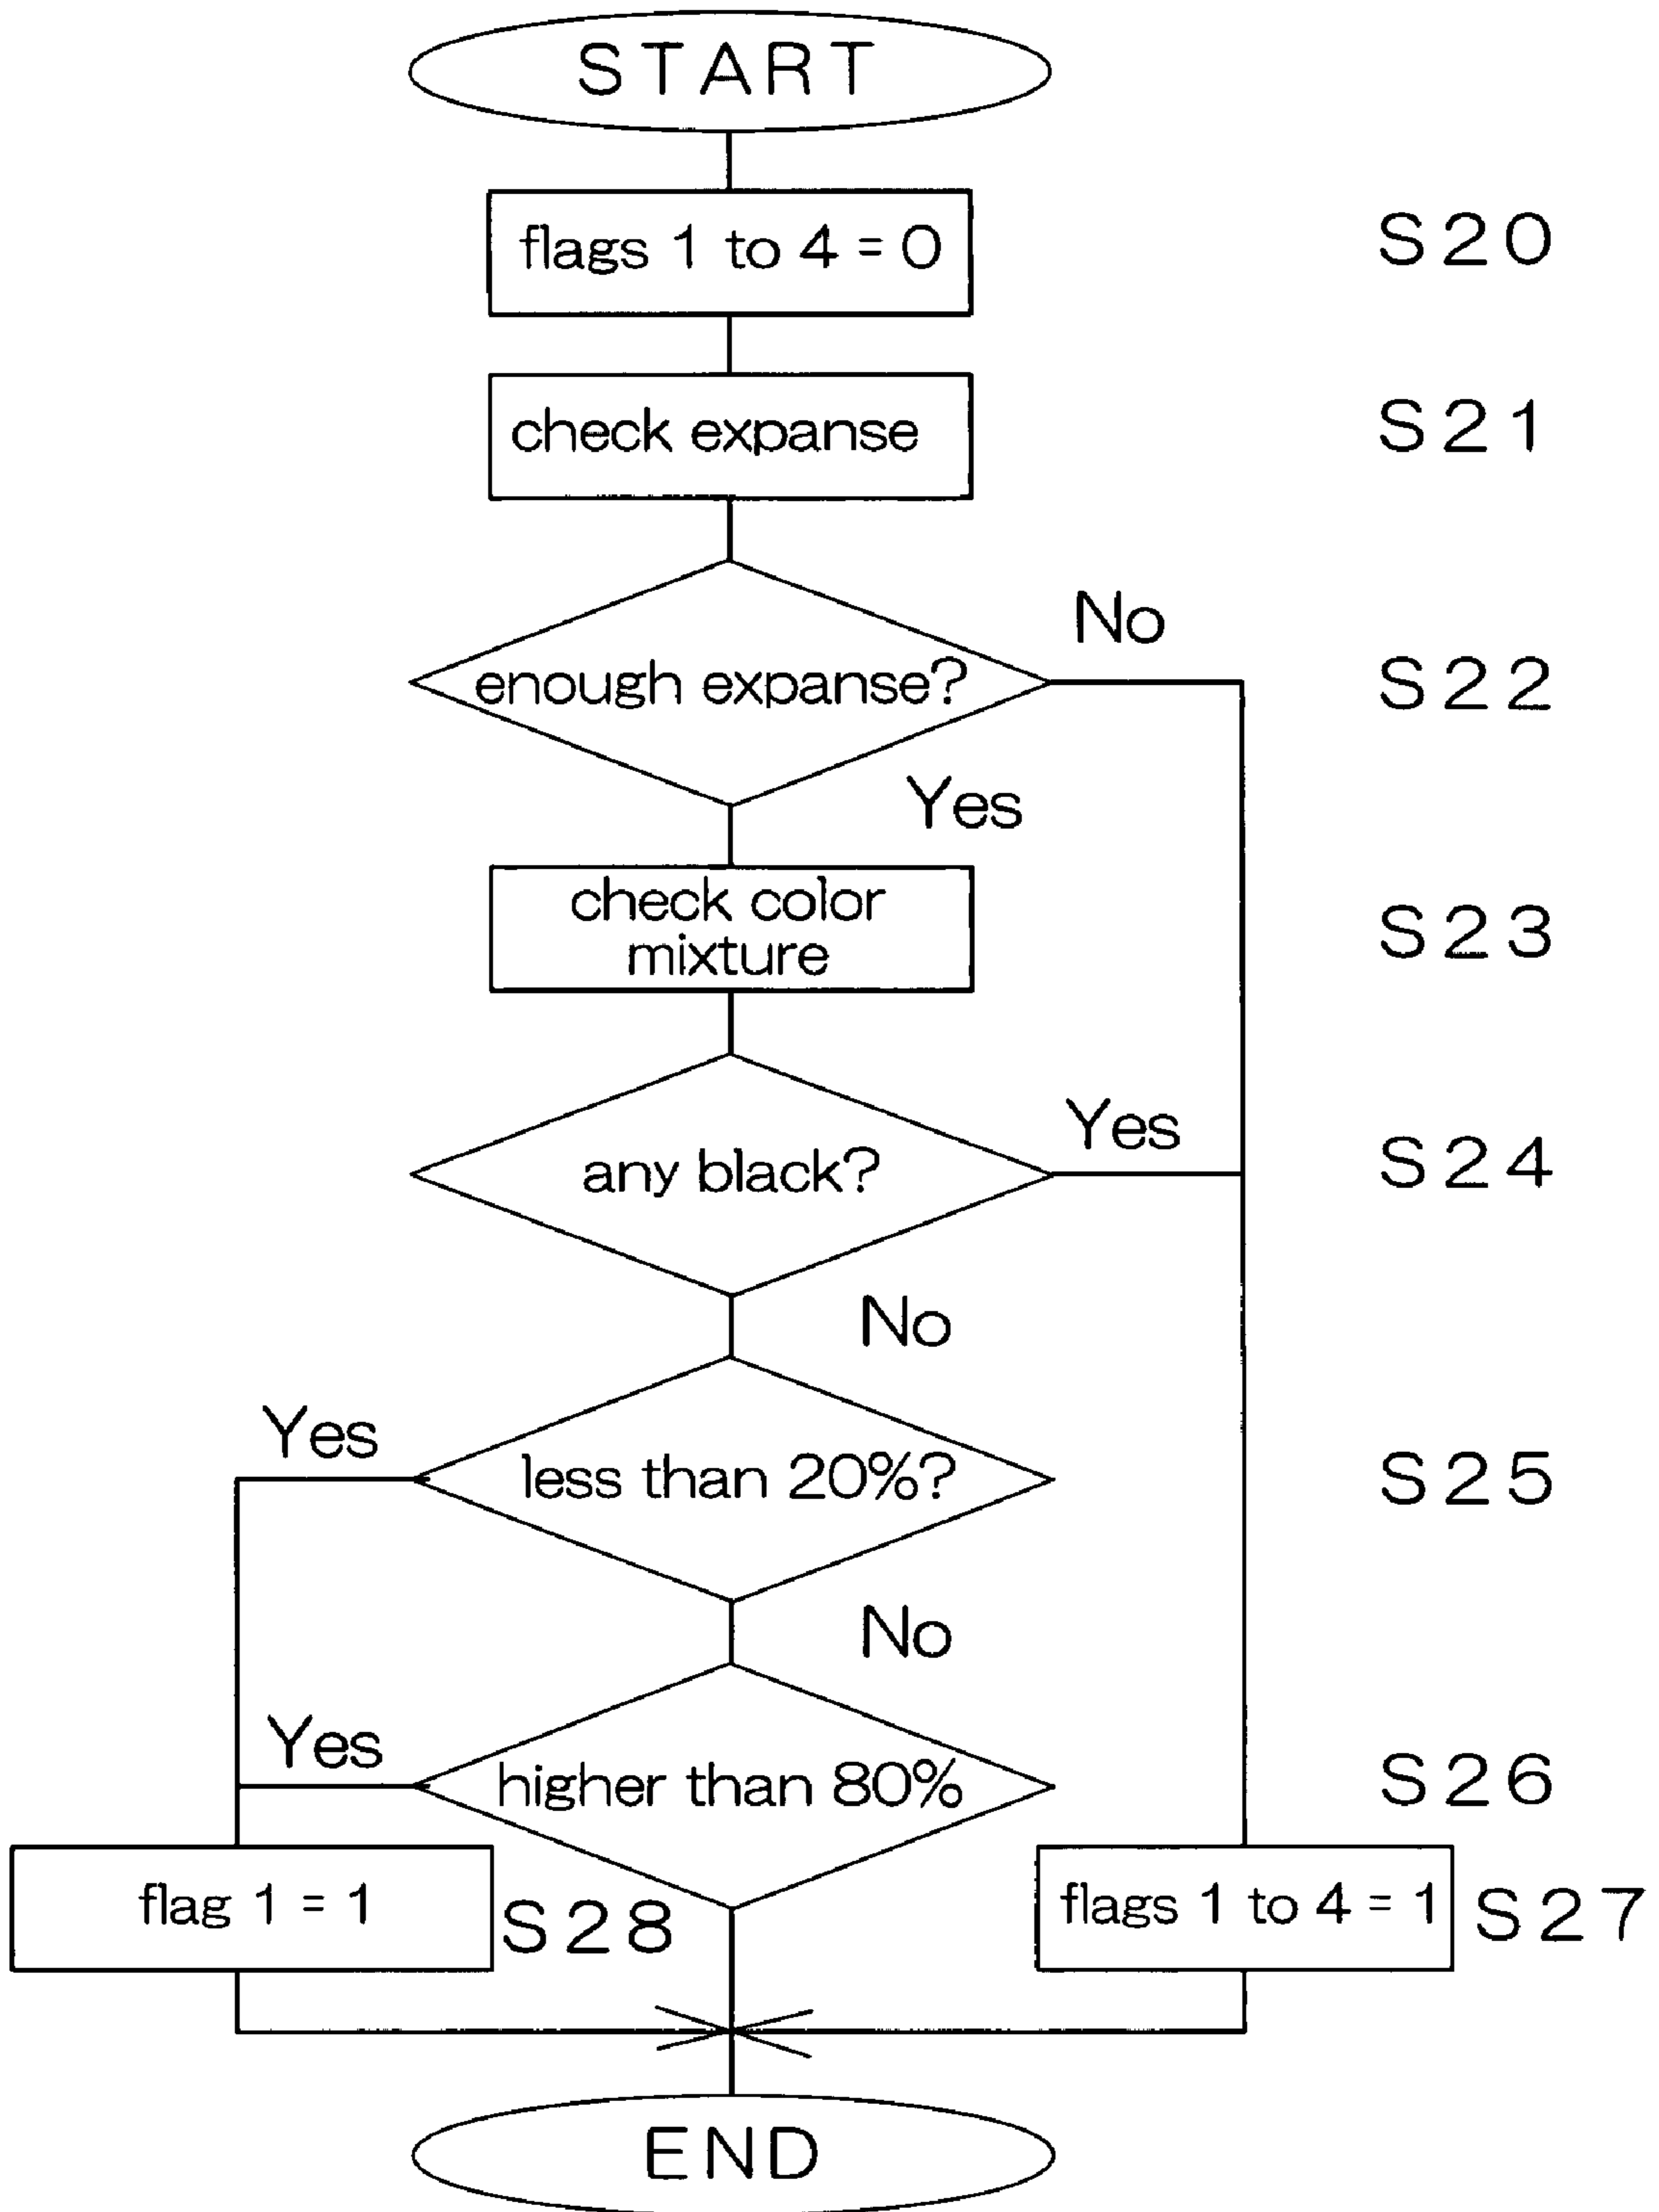 START
flags 1 to 4 = 0
S20
check expanse
S21
No
enough expanse?
S22
Yes
check color
mixture
S23
Yes
any black?
S24
No
Yes
less than 20%?
S25
No
Yes
higher than 80%
S26
flag 1 = 1
S28
flags 1 to 4 = 1
S27
END